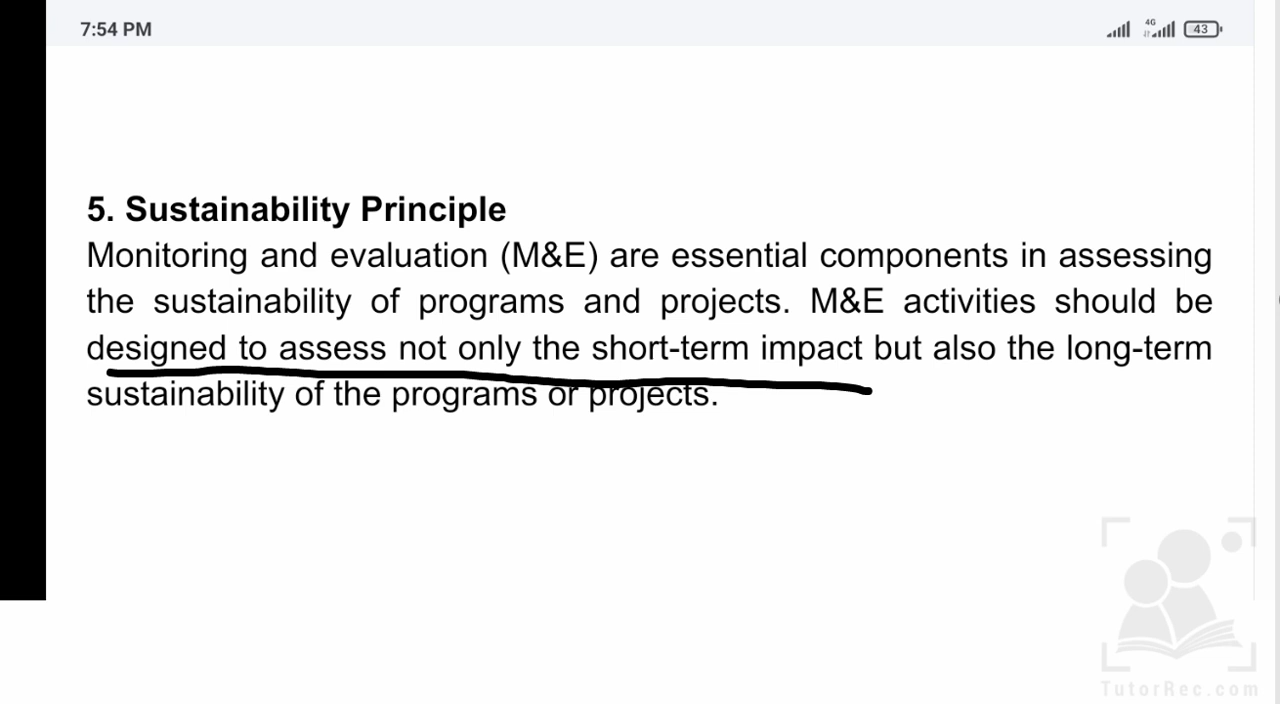 7:54 PM
4G
43
5. Sustainability Principle
Monitoring and evaluation (M&E) are essential components in assessing
the sustainability of programs and projects. M&E activities should be
designed to assess not only the short-term impact but also the long-term
sustainability of the programs or projects.
TutorRec.com